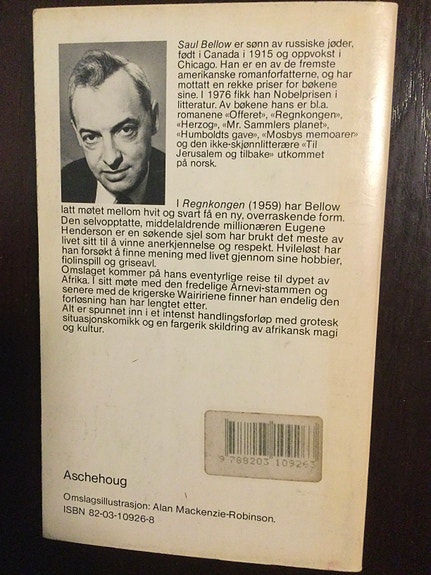 Saul Bellow er sønn av russiske jøder,
født i Canada i 1915 og oppvokst i
Chicago. Han er en av de fremste
amerikanske romanforfatterne, og har
mottatt en rekke priser for bøkene
sine. I 1976 fikk han Nobelprisen i
litteratur. Av bøkene hans er bl.a.
romanene «Offeret», «Regnkongen»,
«Herzog», «Mr. Sammlers planet»,
«Humboldts gave», «Mosbys memoarer»
og den ikke-skjønnlitterære «Til
Jerusalem og tilbake» utkommet
på norsk.
I Regnkongen (1959) har Bellow
latt møtet mellom hvit og svart få en ny, overraskende form.
Den selvopptatte, middelaldrende millionæren Eugene
Henderson er en søkende sjel som har brukt det meste av
livet sitt til å vinne anerkjennelse og respekt. Hvileløst har
han forsøkt å finne mening med livet gjennom sine hobbier,
fiolinspill og griseavl.
Omslaget kommer på hans eventyrlige reise til dypet av
Afrika. I sitt møte med den fredelige Arnevi-stammen og
senere med de krigerske Waiririene finner han endelig den
forløsning han har lengtet etter.
Alt er spunnet inn i et intenst handlingsforløp med grotesk
situasjonskomikk og en fargerik skildring av afrikansk magi
og kultur.
9 788203 109263
Aschehoug
Omslagsillustrasjon: Alan Mackenzie-Robinson.
ISBN 82-03-10926-8